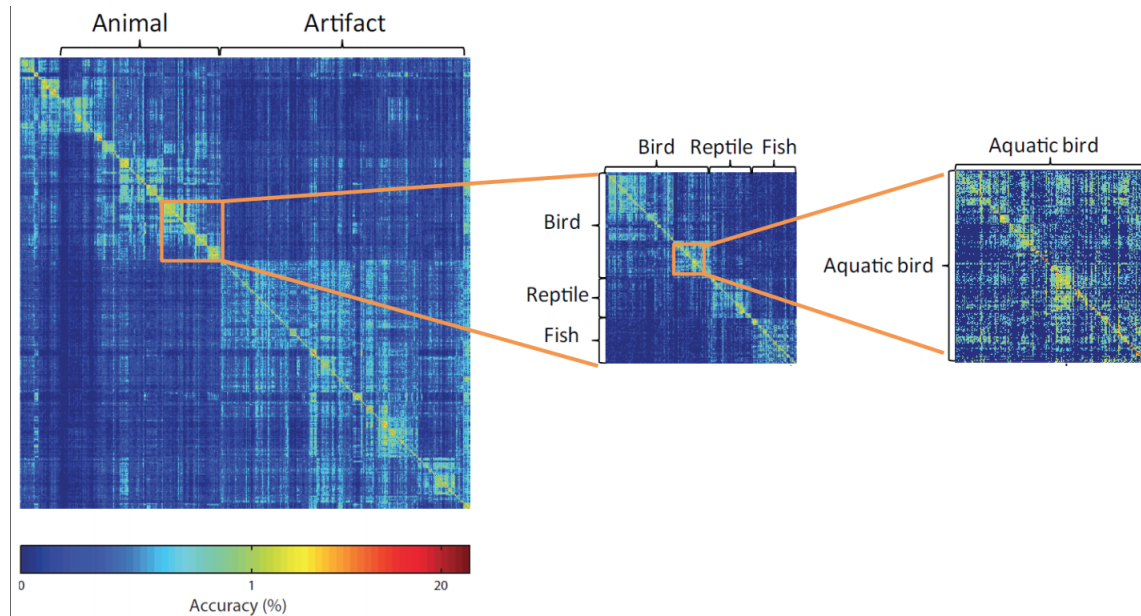 Animal Artifact
Bird Reptile Fish
Aquatic bird
Bird
Aquatic bird
Reptile
Fish
0 1 20
Accuracy (%)